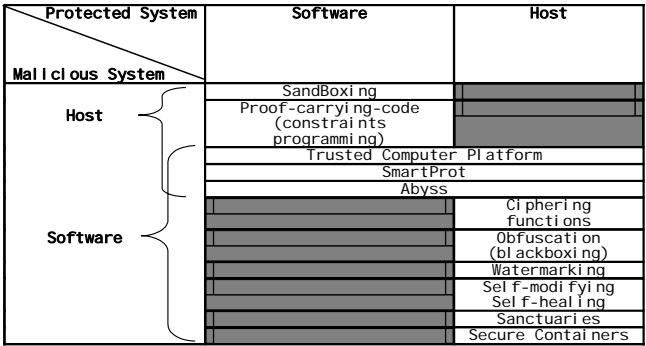 Protected System
Software
Host
Malicious System
SandBoxing
Host
Proof-carrying-code
(constraints
programming)
Trusted Computer Platform
SmartProt
Abyss
Software
Ciphering
functions
Obfuscation
(blackboxing)
Watermarking
Self-modifying
Self-healing
Sanctuaries
Secure Containers